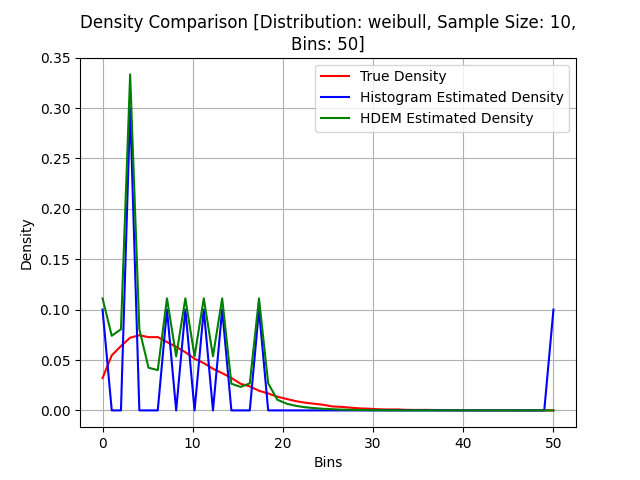 Density Comparison [Distribution: weibull, Sample Size: 10,
Bins: 50]
True Density
Histogram Estimated Density
HDEM Estimated Density
Density
0.35
0.30
0.25
0.20
0.15
0.10
0.05
0.00
0 10 20 30 40 50
Bins